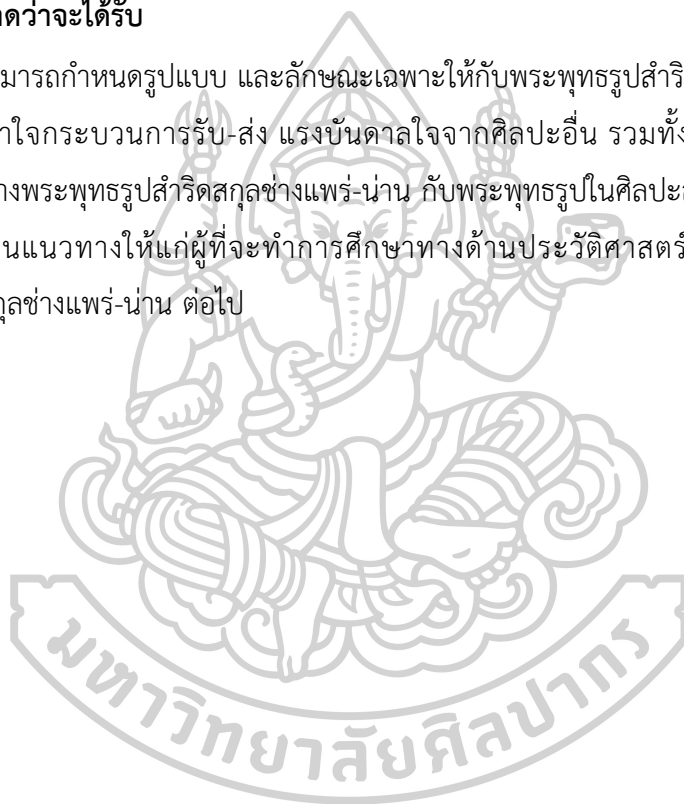 าดว่าจะได้รับ
มารถกำหนดรูปแบบ และลักษณะเฉพาะให้กับพระพุทธรูปสำริ
าใจกระบวนการรับ-ส่ง แรงบันดาลใจจากศิลปะอื่น รวมทั้ง
างพระพุทธรูปสำริดสกุลช่างแพร่-น่าน กับพระพุทธรูปในศิลปะ
นแนวทางให้แก่ผู้ที่จะทำการศึกษาทางด้านประวัติศาสตร์
กุลช่างแพร่-น่าน ต่อไป
มหาวิทยาลัยศิลปากร